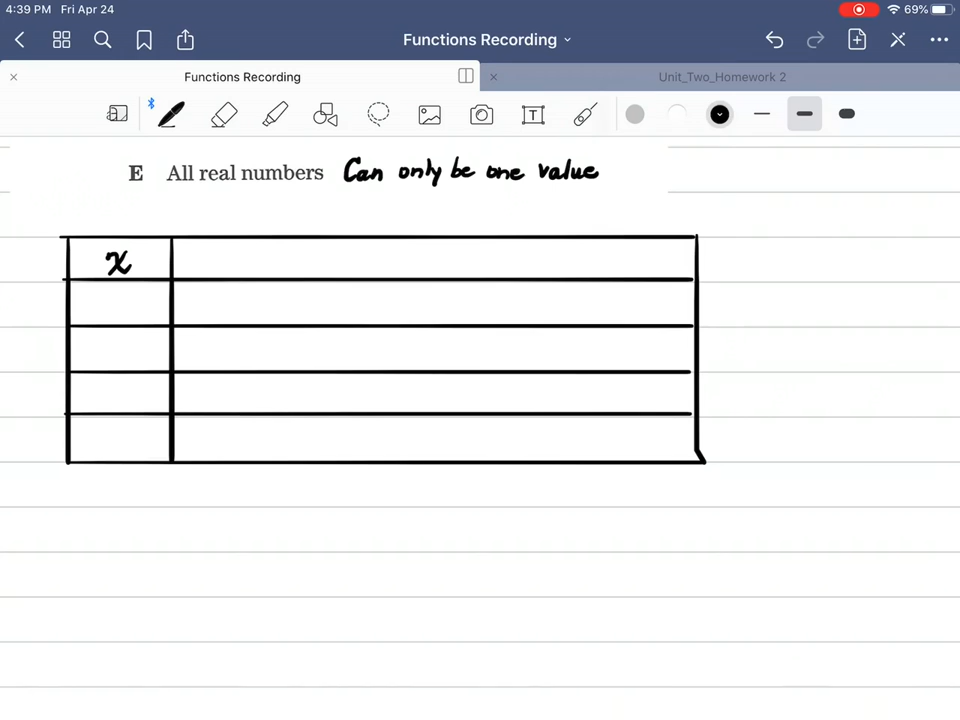 4:39 PM Fri Apr 24
69%
Functions Recording
Functions Recording
Unit_Two_Homework 2
E All real numbers Can only be one value
x